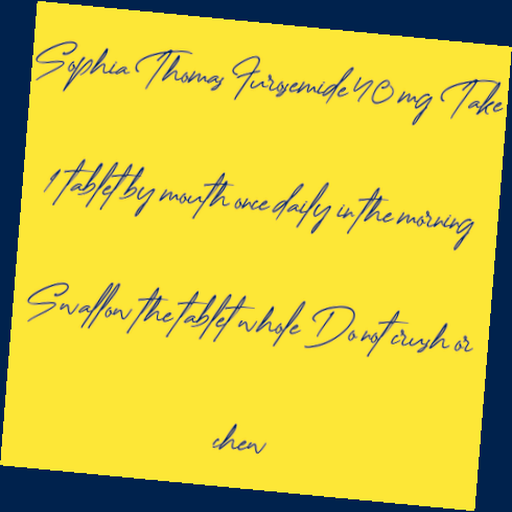 Sophia Thomas Furosemide 40 mg Take
1 tablet by mouth once daily in the morning
Swallow the tablet whole Do not crush or
chew